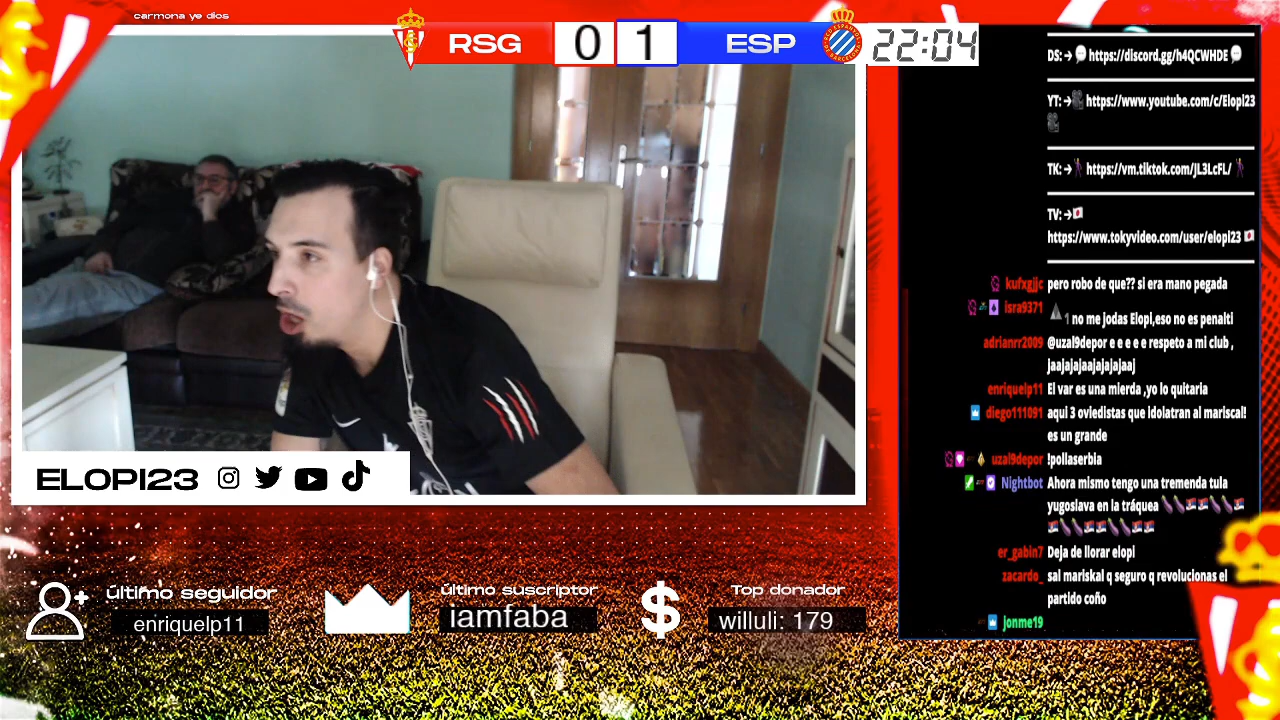 carmona ye dios
RSG 0 1 ESP 22:04
DS: → https://discord.gg/h4QCWHDE
YT: → https://www.youtube.com/c/Elopi23
TK: → https://vm.tiktok.com/JL3LcFL/
TV: →
https://www.tokyvideo.com/user/elopi23
kufxgjjc pero robo de que?? si era mano pegada
isra9371 1 no me jodas Elopi,eso no es penalti
adrianrr2009 @uzal9depor e e e e e respeto a mi club ,
jaajajajaajajajajaaj
enriquelp11 El var es una mierda ,yo lo quitaria
diego111091 aqui 3 oviedistas que idolatran al mariscal!
es un grande
uzal9depor !pollaserbia
Nightbot Ahora mismo tengo una tremenda tula
yugoslava en la tráquea
er_gabin7 Deja de llorar elopi
zacardo_ sal mariskal q seguro q revolucionas el
partido coño
jonme19
ELOPI23
último seguidor
enriquelp11
último suscriptor
iamfaba
Top donador
willuli: 179